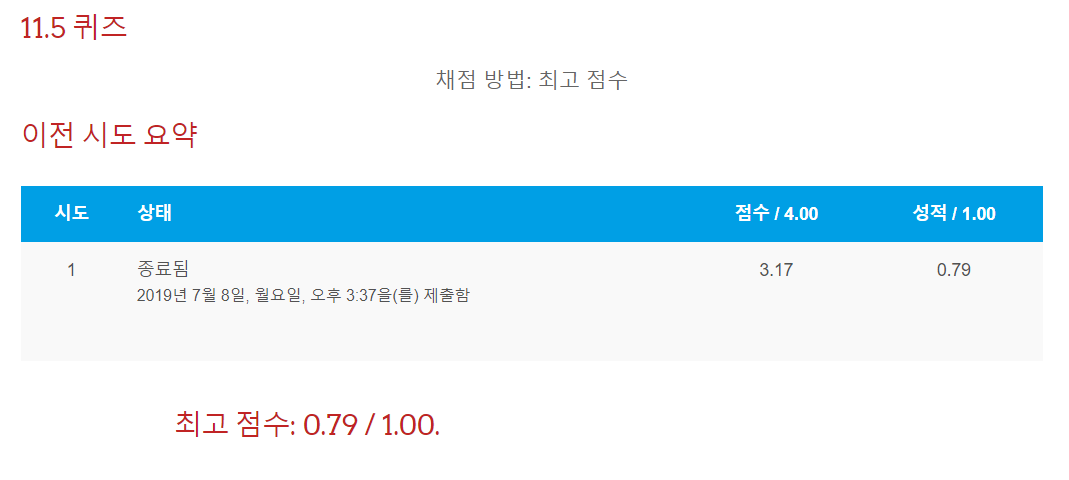 11.5 퀴즈
채점 방법: 최고 점수
이전 시도 요약
시도 상태 점수 / 4.00 성적 / 1.00
1 종료됨 3.17 0.79
2019년 7월 8일, 월요일, 오후 3:37을(를) 제출함
최고 점수: 0.79 / 1.00.